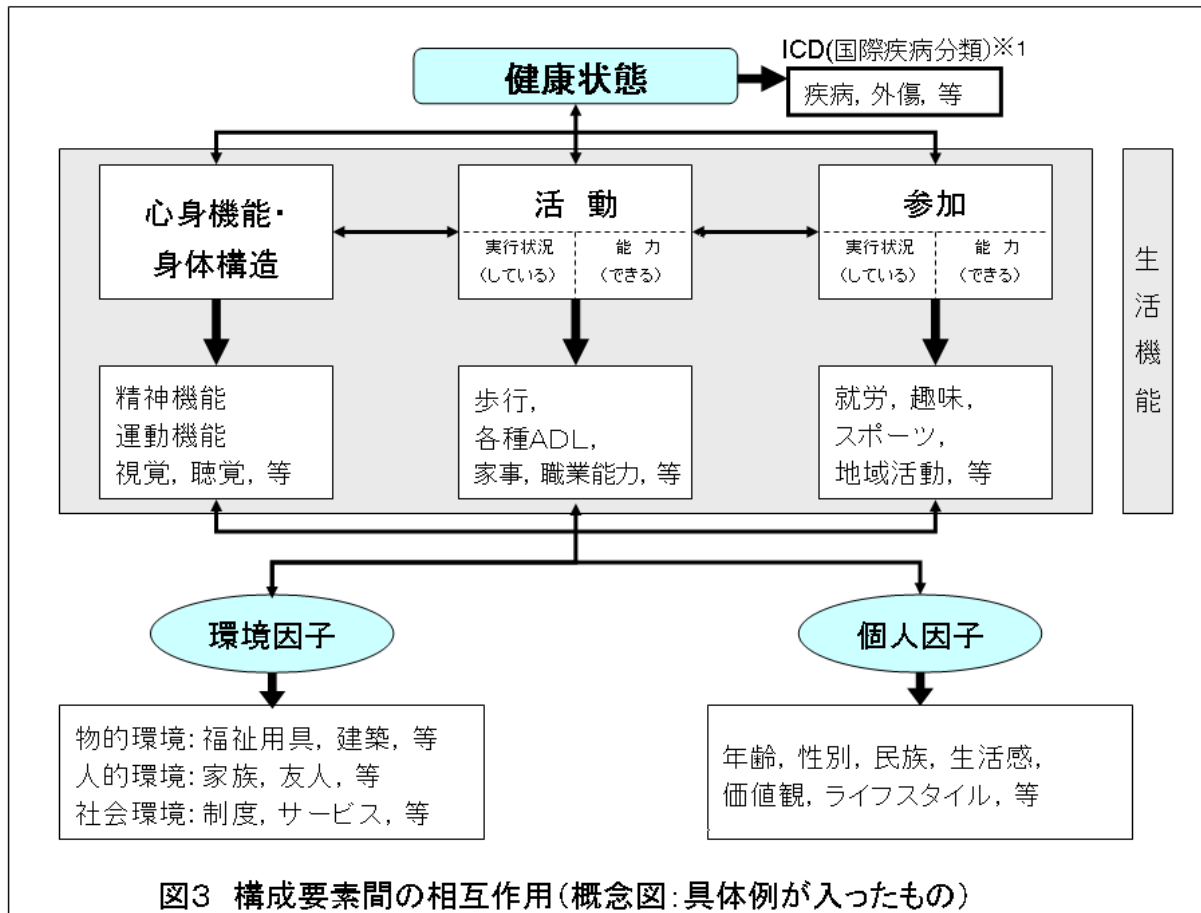 ICD(国際疾病分類)※1
健康状態
疾病, 外傷, 等
心身機能・
身体構造
活 動
実行状況
(している)
能 力
(できる)
参加
実行状況
(している)
能 力
(できる)
生活機能
精神機能
運動機能
視覚, 聴覚, 等
歩行,
各種ADL,
家事, 職業能力, 等
就労, 趣味,
スポーツ,
地域活動, 等
環境因子
個人因子
物的環境: 福祉用具, 建築, 等
人的環境: 家族, 友人, 等
社会環境: 制度, サービス, 等
年齢, 性別, 民族, 生活感,
価値観, ライフスタイル, 等
図3 構成要素間の相互作用(概念図:具体例が入ったもの)